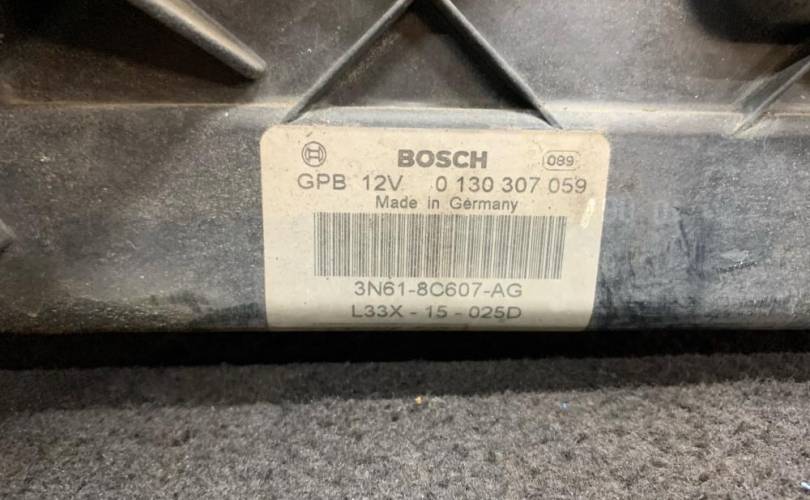 BOSCH 089
GPB 12V 0 130 307 059
Made in Germany
3N61-8C607-AG
L33X - 15 - 025D